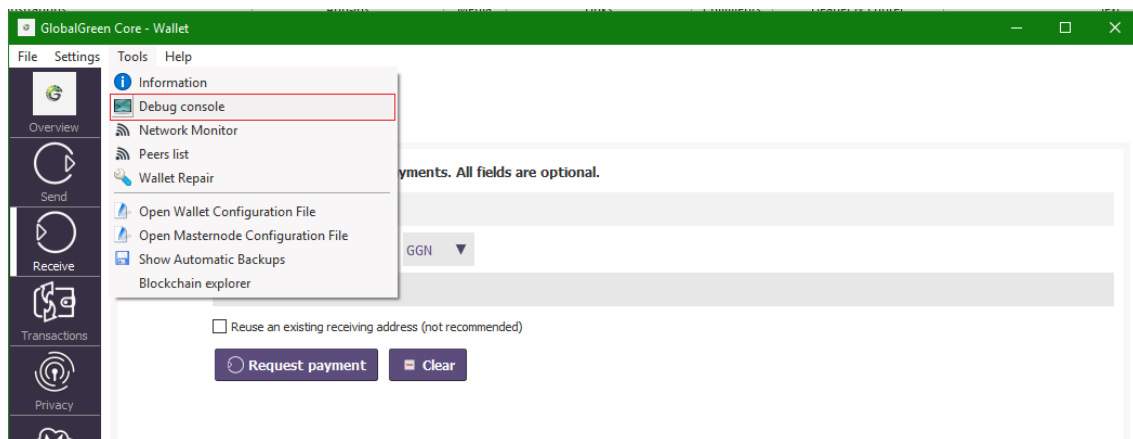 GlobalGreen Core - Wallet
File Settings Tools Help
Information
Debug console
Overview
Network Monitor
Peers list
Wallet Repair
yments. All fields are optional.
Send
Open Wallet Configuration File
Open Masternode Configuration File
GGN
Show Automatic Backups
Receive
Blockchain explorer
Reuse an existing receiving address (not recommended)
Transactions
Request payment Clear
Privacy